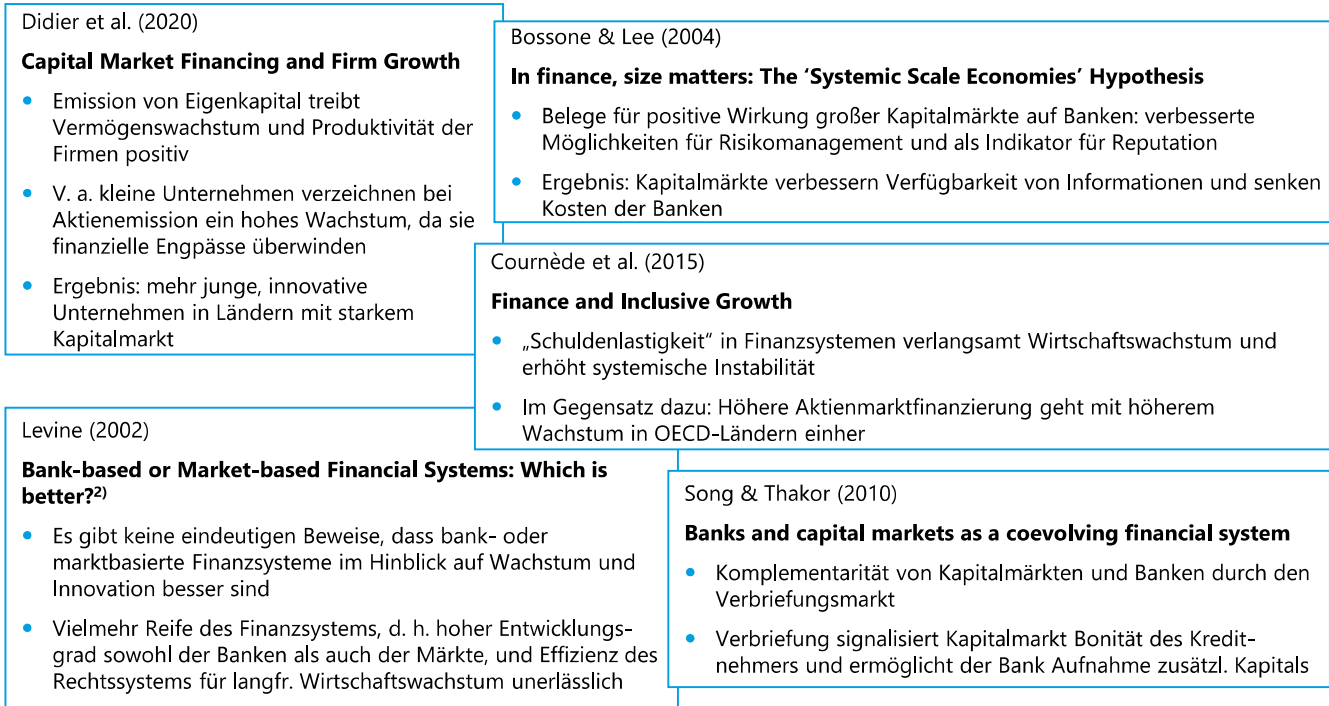 Didier et al. (2020)
Capital Market Financing and Firm Growth
• Emission von Eigenkapital treibt
Vermögenswachstum und Produktivität der
Firmen positiv
• V. a. kleine Unternehmen verzeichnen bei
Aktienemission ein hohes Wachstum, da sie
finanzielle Engpässe überwinden
• Ergebnis: mehr junge, innovative
Unternehmen in Ländern mit starkem
Kapitalmarkt
Bossone & Lee (2004)
In finance, size matters: The ‘Systemic Scale Economies’ Hypothesis
• Belege für positive Wirkung großer Kapitalmärkte auf Banken: verbesserte
Möglichkeiten für Risikomanagement und als Indikator für Reputation
• Ergebnis: Kapitalmärkte verbessern Verfügbarkeit von Informationen und senken
Kosten der Banken
Cournède et al. (2015)
Finance and Inclusive Growth
• „Schuldenlastigkeit“ in Finanzsystemen verlangsamt Wirtschaftswachstum und
erhöht systemische Instabilität
• Im Gegensatz dazu: Höhere Aktienmarktfinanzierung geht mit höherem
Wachstum in OECD-Ländern einher
Levine (2002)
Bank-based or Market-based Financial Systems: Which is
better?²⁾
• Es gibt keine eindeutigen Beweise, dass bank- oder
marktbasierte Finanzsysteme im Hinblick auf Wachstum und
Innovation besser sind
• Vielmehr Reife des Finanzsystems, d. h. hoher Entwicklungs-
grad sowohl der Banken als auch der Märkte, und Effizienz des
Rechtssystems für langfr. Wirtschaftswachstum unerlässlich
Song & Thakor (2010)
Banks and capital markets as a coevolving financial system
• Komplementarität von Kapitalmärkten und Banken durch den
Verbriefungsmarkt
• Verbriefung signalisiert Kapitalmarkt Bonität des Kredit-
nehmers und ermöglicht der Bank Aufnahme zusätzl. Kapitals